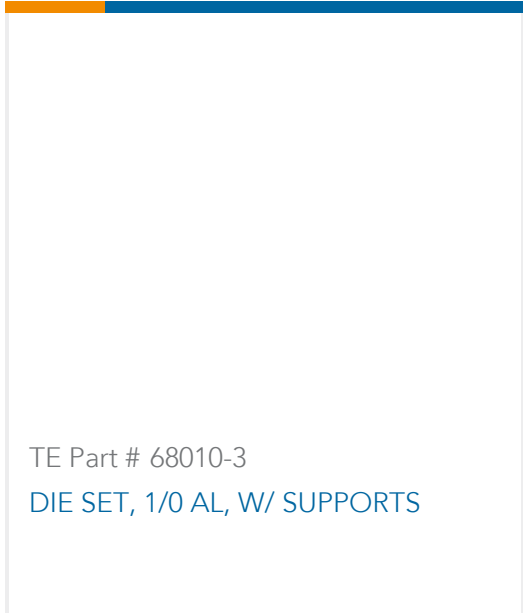 TE Part # 68010-3
DIE SET, 1/0 AL, W/ SUPPORTS